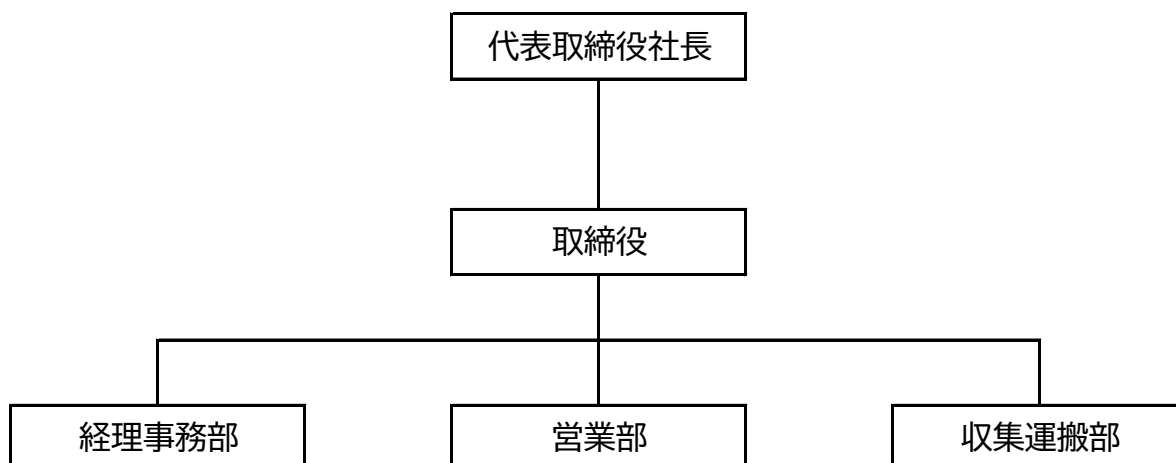 代表取締役社長
取締役
経理事務部
営業部
収集運搬部